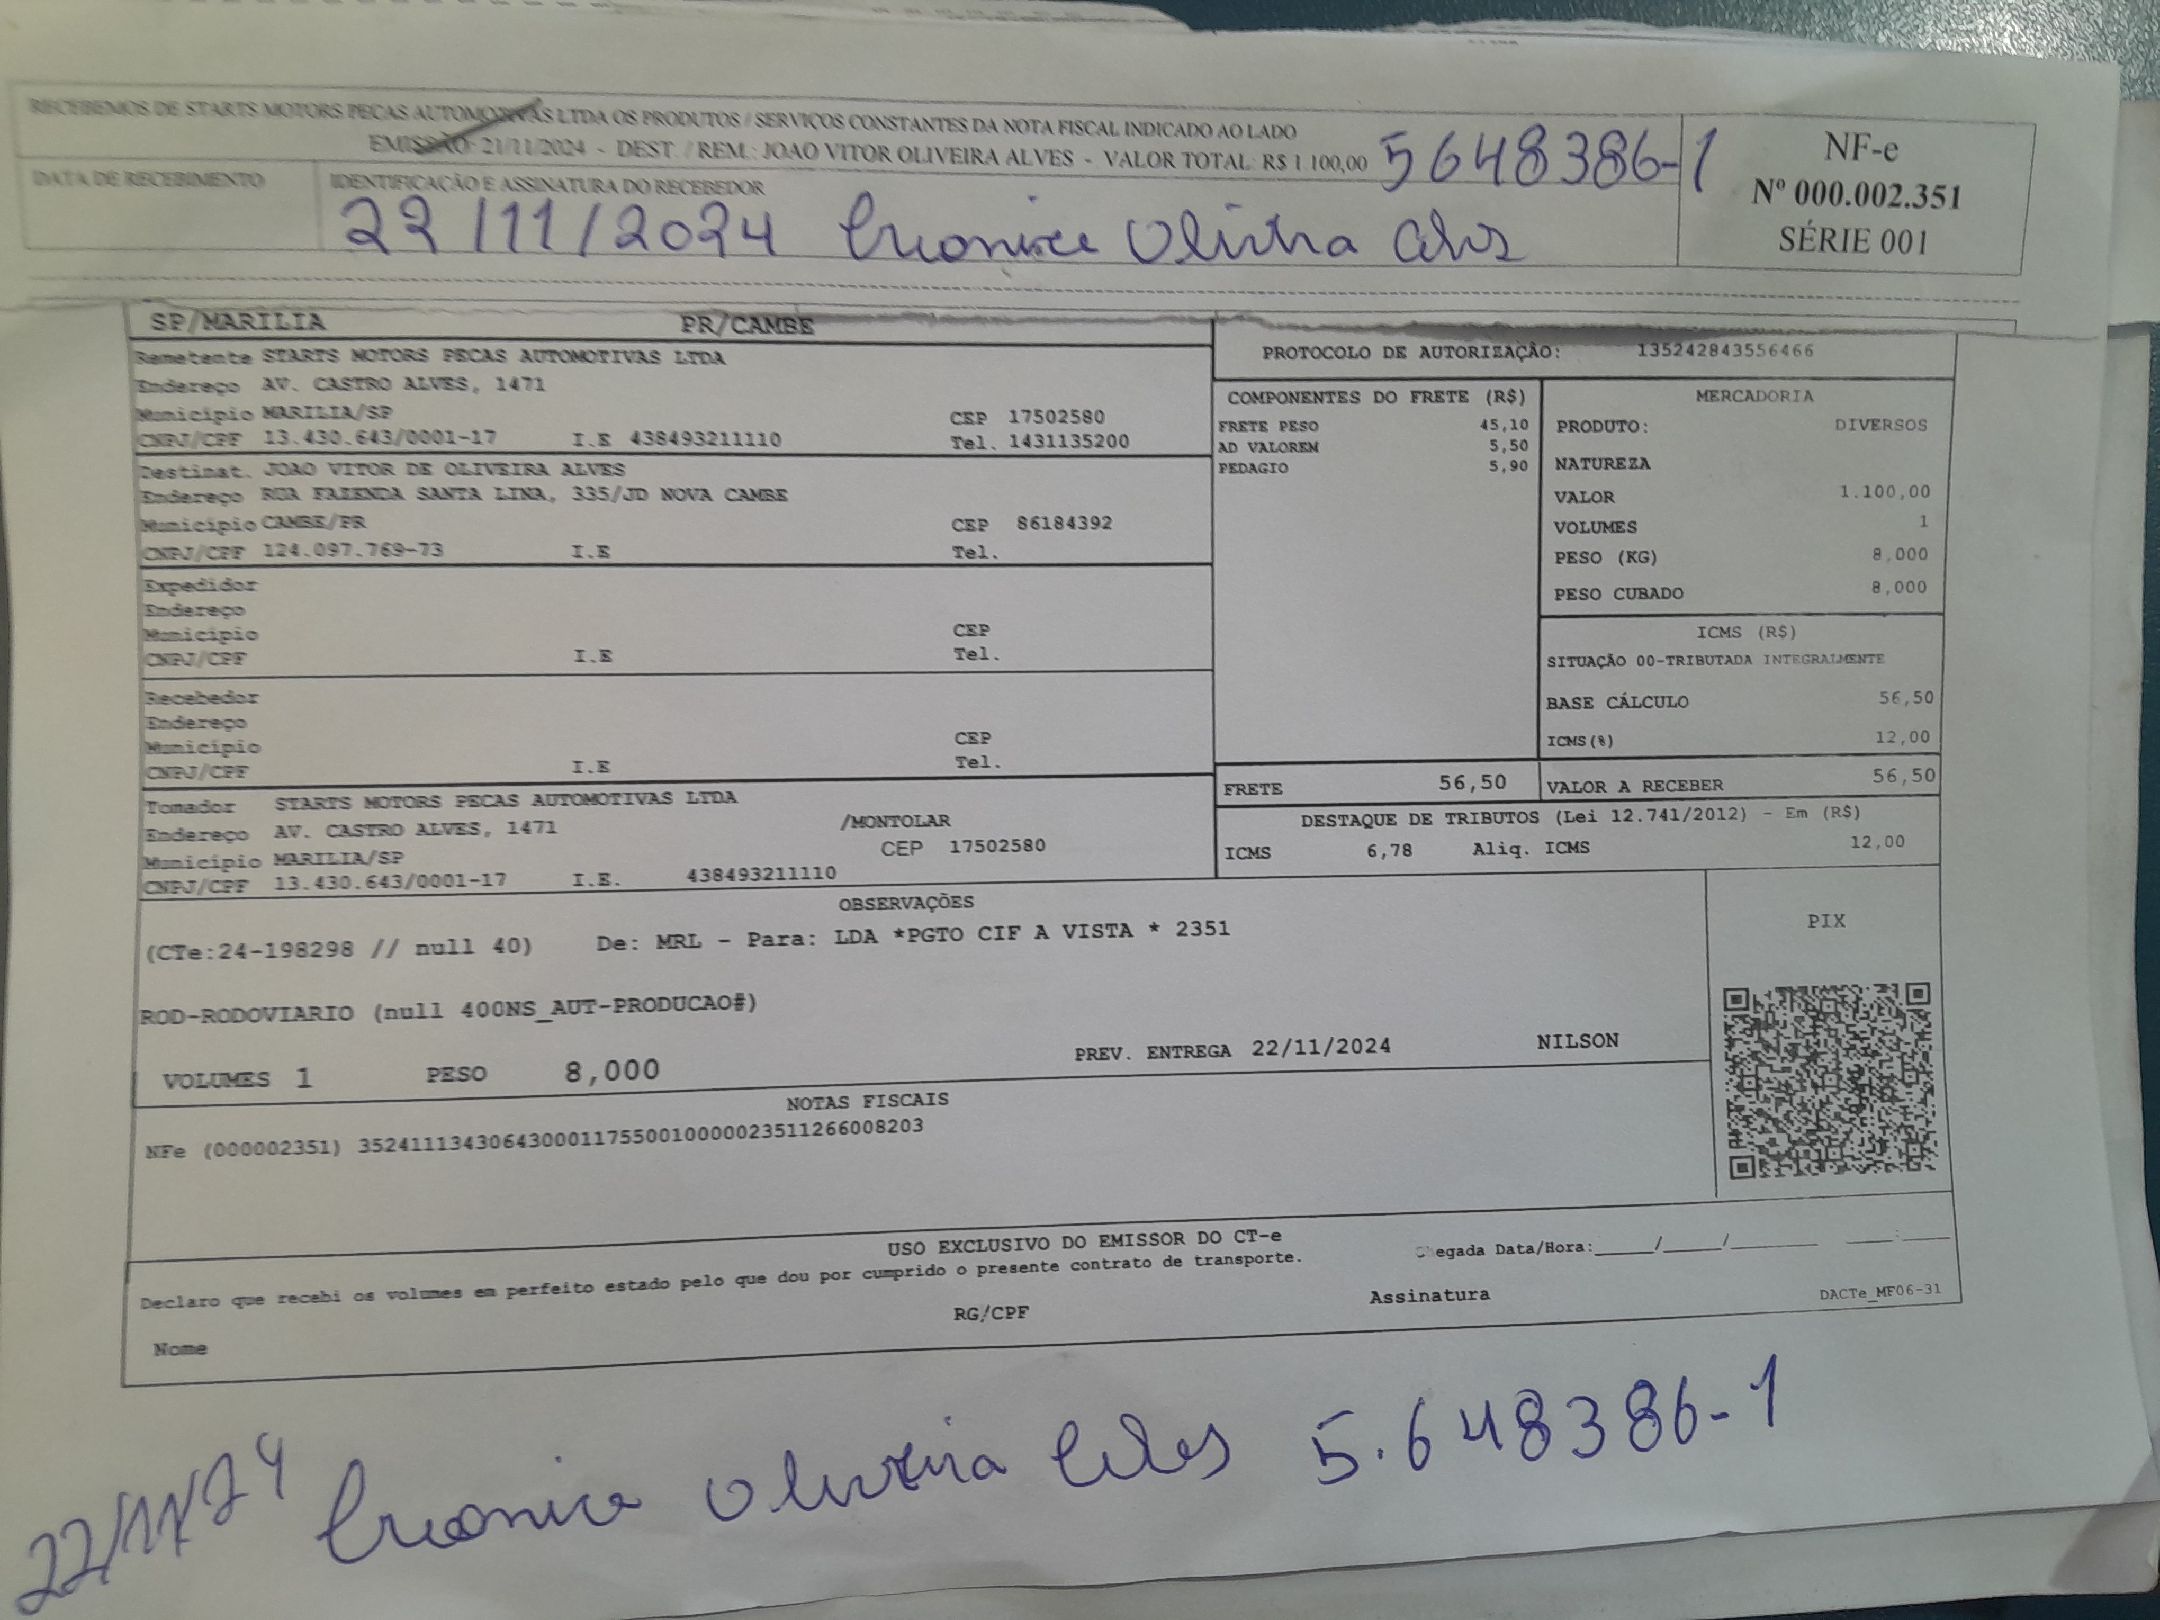 RECEBEMOS DE STARTS MOTORS PEÇAS AUTOMOTIVAS LTDA OS PRODUTOS / SERVIÇOS CONSTANTES DA NOTA FISCAL INDICADO AO LADO
EMISSÃO: 21/11/2024 - DEST. / REM.: JOAO VITOR OLIVEIRA ALVES - VALOR TOTAL: R$ 1.100,00 5648386-1
NF-e
Nº 000.002.351
SÉRIE 001
DATA DE RECEBIMENTO IDENTIFICAÇÃO E ASSINATURA DO RECEBEDOR
22/11/2024
SP/MARILIA PR/CAMBE
Remetente STARTS MOTORS PECAS AUTOMOTIVAS LTDA
Endereço AV. CASTRO ALVES, 1471
Município MARILIA/SP CEP 17502580
CNPJ/CPF 13.430.643/0001-17 I.E 438493211110 Tel. 1431135200
Destinat. JOAO VITOR DE OLIVEIRA ALVES
Endereço RUA FAZENDA SANTA LINA, 335/JD NOVA CAMBE
Município CAMBE/PR CEP 86184392
CNPJ/CPF 124.097.769-73 I.E Tel.
Expedidor
Endereço
Município CEP
CNPJ/CPF I.E Tel.
Recebedor
Endereço
Município CEP
CNPJ/CPF I.E Tel.
Tomador STARTS MOTORS PECAS AUTOMOTIVAS LTDA
Endereço AV. CASTRO ALVES, 1471 /MONTOLAR
Município MARILIA/SP CEP 17502580
CNPJ/CPF 13.430.643/0001-17 I.E. 438493211110
PROTOCOLO DE AUTORIZAÇÃO: 135242843556466
COMPONENTES DO FRETE (R$)
FRETE PESO 45,10
AD VALOREM 5,50
PEDAGIO 5,90
MERCADORIA
PRODUTO: DIVERSOS
NATUREZA
VALOR 1.100,00
VOLUMES 1
PESO (KG) 8,000
PESO CUBADO 8,000
ICMS (R$)
SITUAÇÃO 00-TRIBUTADA INTEGRALMENTE
BASE CÁLCULO 56,50
ICMS(%) 12,00
FRETE 56,50 VALOR A RECEBER 56,50
DESTAQUE DE TRIBUTOS (Lei 12.741/2012) - Em (R$)
ICMS 6,78 Aliq. ICMS 12,00
OBSERVAÇÕES
(CTe:24-198298 // null 40) De: MRL - Para: LDA *PGTO CIF A VISTA * 2351
ROD-RODOVIARIO (null 400NS_AUT-PRODUCAO#)
VOLUMES 1 PESO 8,000 PREV. ENTREGA 22/11/2024 NILSON
PIX
NOTAS FISCAIS
NFe (000002351) 35241113430643000117550010000023511266008203
USO EXCLUSIVO DO EMISSOR DO CT-e
Declaro que recebi os volumes em perfeito estado pelo que dou por cumprido o presente contrato de transporte. Chegada Data/Hora:_____/_____/________ ____:____
Nome RG/CPF Assinatura DACTe_MF06-31
22/11/24 Oliveira 5.648386-1